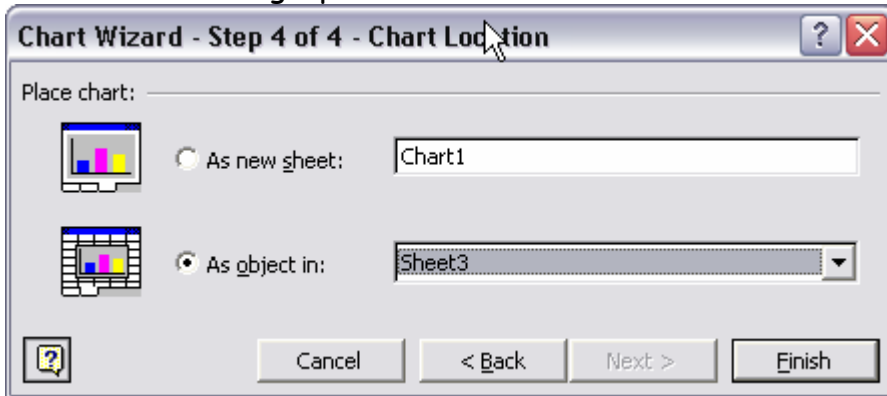 Chart Wizard - Step 4 of 4 - Chart Location
Place chart:
As new sheet: Chart1
As object in: Sheet3
Cancel < Back Next > Finish